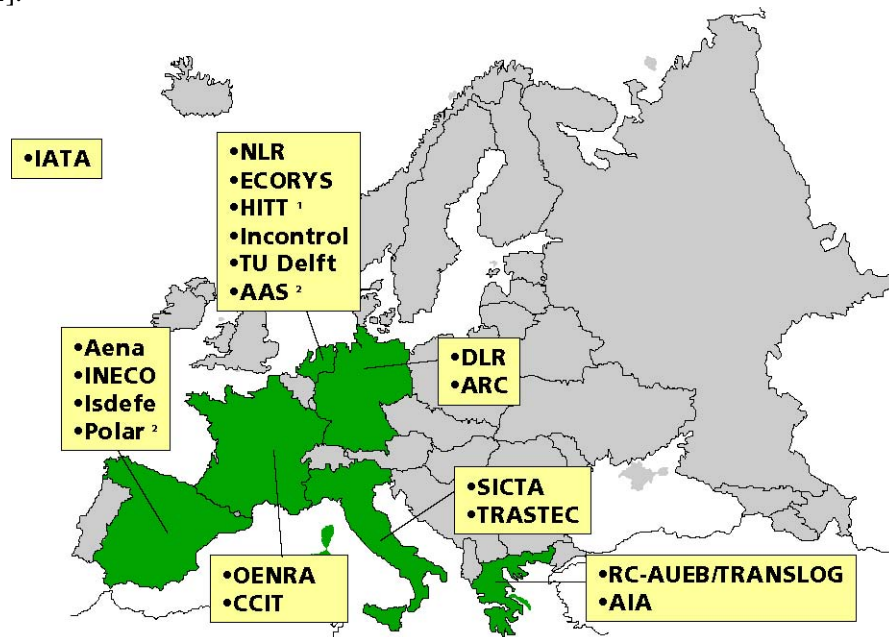 ].
•IATA
•NLR
•ECORYS
•HITT ¹
•Incontrol
•TU Delft
•AAS ²
•Aena
•INECO
•Isdefe
•Polar ²
•DLR
•ARC
•SICTA
•TRASTEC
•OENRA
•CCIT
•RC-AUEB/TRANSLOG
•AIA